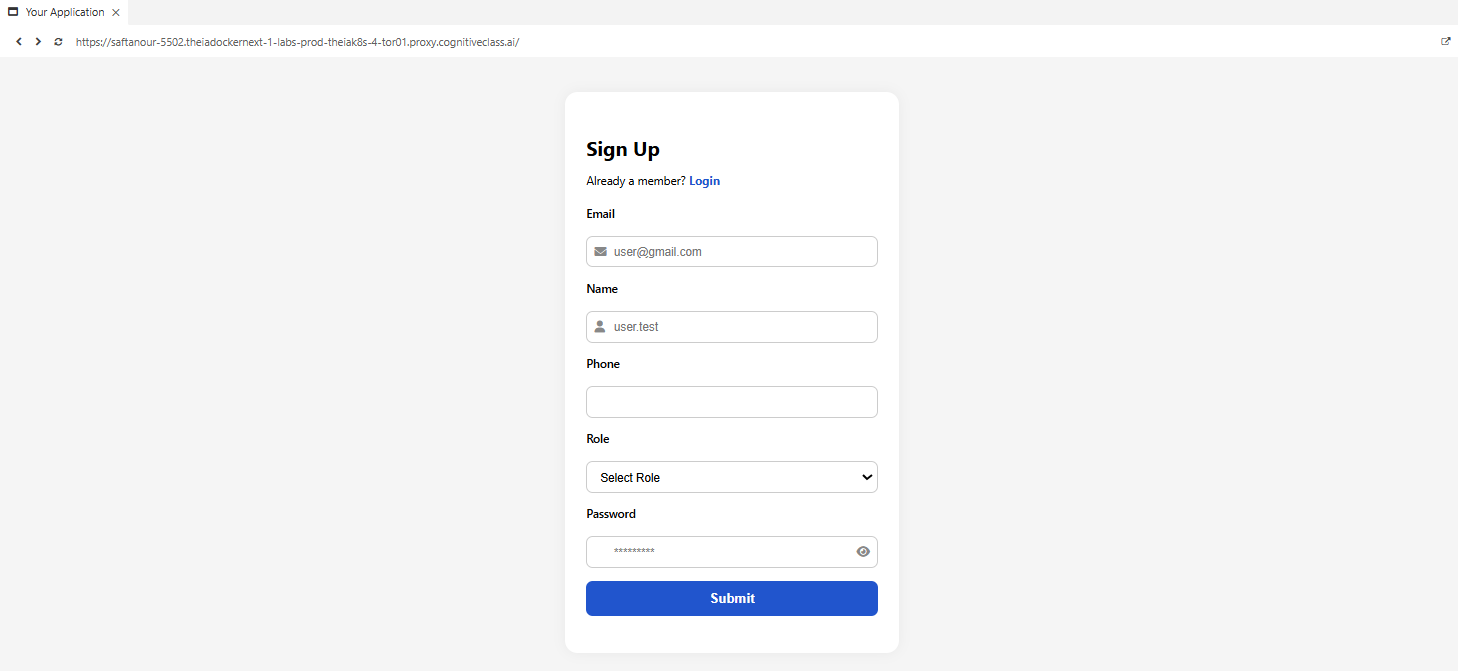 Your Application
https://saftanour-5502.theiadockernext-1-labs-prod-theiak8s-4-tor01.proxy.cognitiveclass.ai/
Sign Up
Already a member? Login
Email
user@gmail.com
Name
user.test
Phone
Role
Select Role
Password
*********
Submit